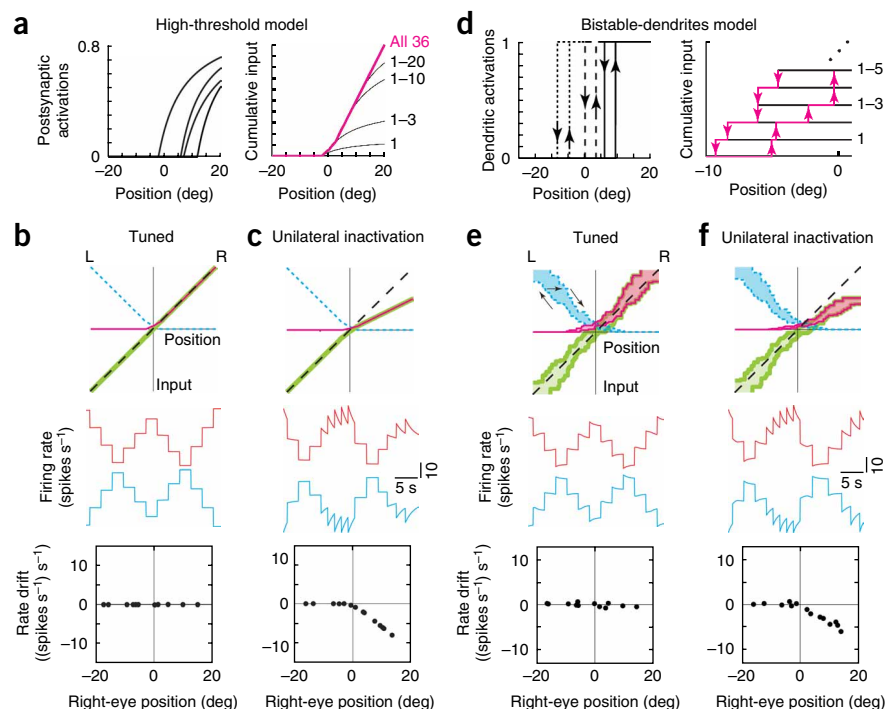 a
High-threshold model
Postsynaptic
activations
0.8
0
−20
0
20
Position (deg)
Cumulative input
All 36
1–20
1–10
1–3
1
−20
0
20
Position (deg)
d
Bistable-dendrites model
Dendritic activations
1
0
−20
0
20
Position (deg)
Cumulative input
1–5
1–3
1
−10
0
Position (deg)
b
Tuned
L
R
Position
Input
c
Unilateral inactivation
e
Tuned
L
R
Position
Input
f
Unilateral inactivation
Firing rate
(spikes s⁻¹)
5 s
10
Firing rate
(spikes s⁻¹)
5 s
10
Rate drift
((spikes s⁻¹) s⁻¹)
10
0
−10
−20
0
20
Right-eye position (deg)
−20
0
20
Right-eye position (deg)
10
0
−10
Rate drift
((spikes s⁻¹) s⁻¹)
10
0
−10
−20
0
20
Right-eye position (deg)
10
0
−10
−20
0
20
Right-eye position (deg)